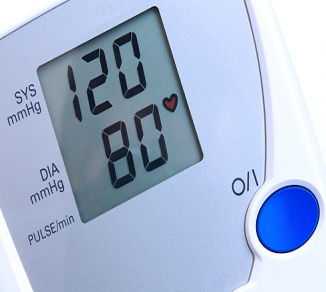 SYS
mmHg
120
DIA
mmHg
80
PULSE/min
O/I